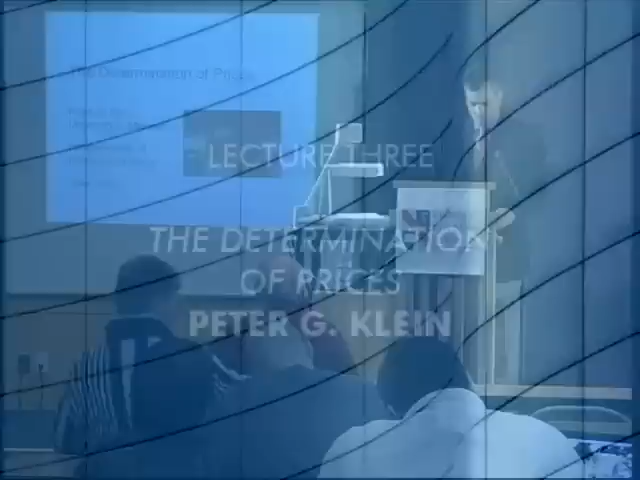 The Determination of Prices
LECTURE THREE
THE DETERMINATION
OF PRICES
PETER G. KLEIN